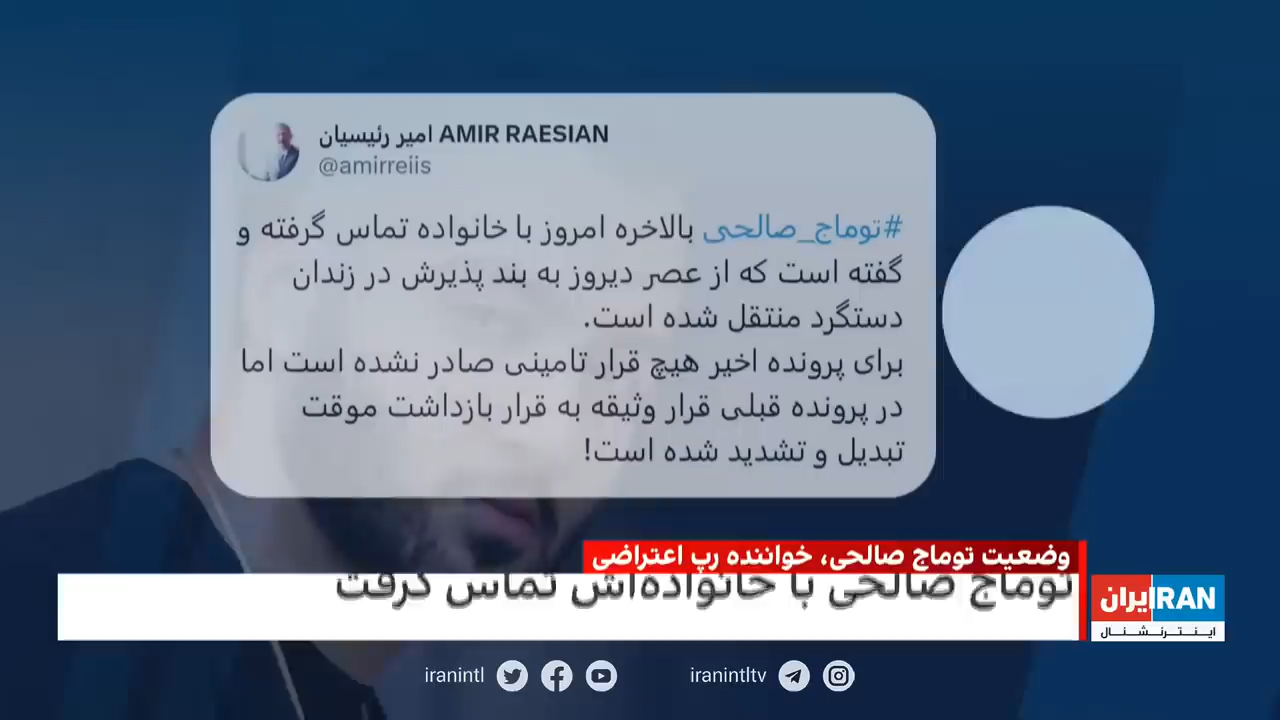 امیر رئیسیان AMIR RAESIAN
@amirreiis
#توماج_صالحی بالاخره امروز با خانواده تماس گرفته و
گفته است که از عصر دیروز به بند پذیرش در زندان
دستگرد منتقل شده است.
برای پرونده اخیر هیچ قرار تامینی صادر نشده است اما
در پرونده قبلی قرار وثیقه به قرار بازداشت موقت
تبدیل و تشدید شده است!
وضعیت توماج صالحی، خواننده رپ اعتراضی
توماج صالحی با خانواده‌اش تماس گرفت
ایران IRAN
اینترنشنال
iranintl
iranintltv